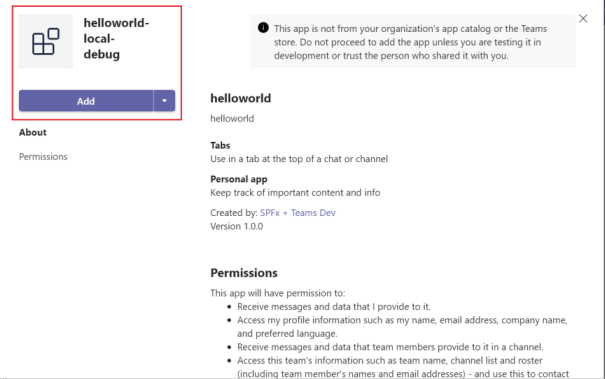 helloworld-
local-
debug
Add
About
Permissions
This app is not from your organization's app catalog or the Teams
store. Do not proceed to add the app unless you are testing it in
development or trust the person who shared it with you.
helloworld
helloworld
Tabs
Use in a tab at the top of a chat or channel
Personal app
Keep track of important content and info
Created by: SPFx + Teams Dev
Version 1.0.0
Permissions
This app will have permission to:
• Receive messages and data that I provide to it.
• Access my profile information such as my name, email address, company name,
and preferred language.
• Receive messages and data that team members provide to it in a channel.
• Access this team's information such as team name, channel list and roster
(including team member's names and email addresses) - and use this to contact